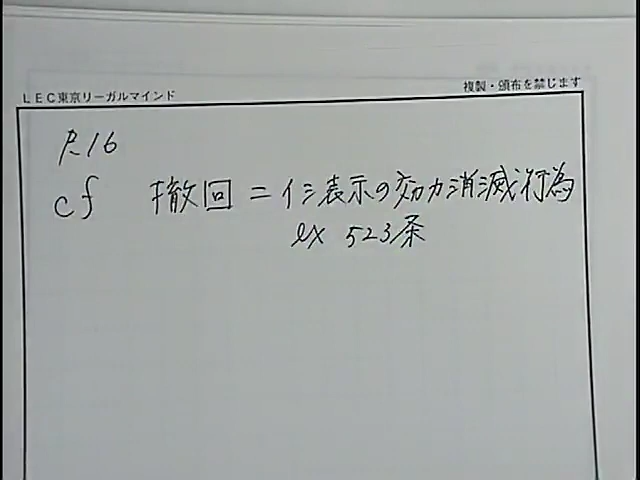 LEC東京リーガルマインド
複製・頒布を禁じます
P.16
cf 撤回 = イシ表示の効力消滅行為
ex 523条